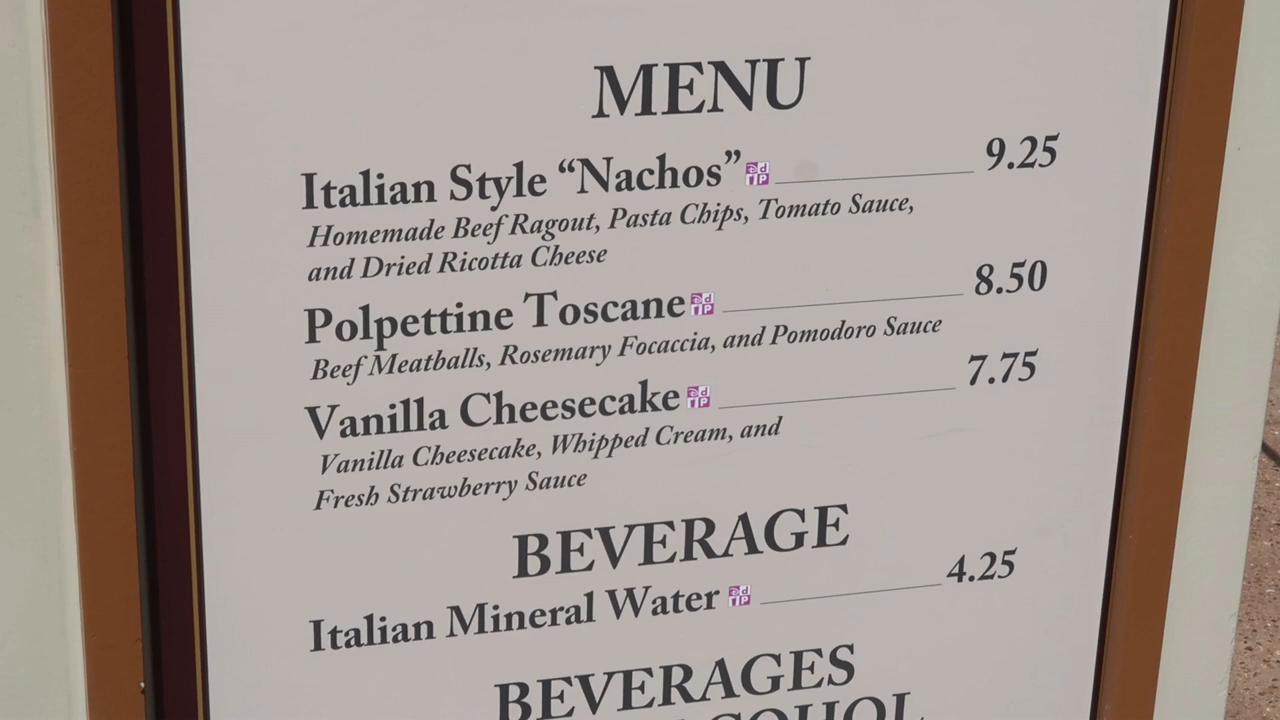 MENU
Italian Style “Nachos” 9.25
Homemade Beef Ragout, Pasta Chips, Tomato Sauce,
and Dried Ricotta Cheese
Polpettine Toscane 8.50
Beef Meatballs, Rosemary Focaccia, and Pomodoro Sauce
Vanilla Cheesecake 7.75
Vanilla Cheesecake, Whipped Cream, and
Fresh Strawberry Sauce
BEVERAGE
Italian Mineral Water 4.25
BEVERAGES